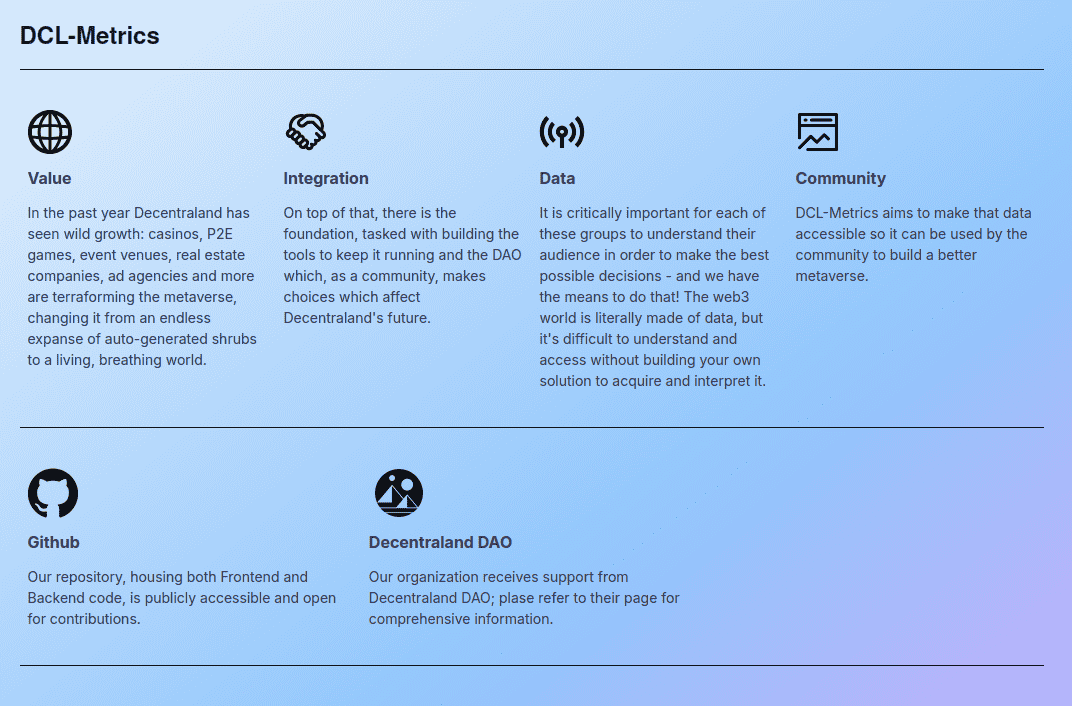 DCL-Metrics
Value
In the past year Decentraland has
seen wild growth: casinos, P2E
games, event venues, real estate
companies, ad agencies and more
are terraforming the metaverse,
changing it from an endless
expanse of auto-generated shrubs
to a living, breathing world.
Integration
On top of that, there is the
foundation, tasked with building the
tools to keep it running and the DAO
which, as a community, makes
choices which affect
Decentraland's future.
Data
It is critically important for each of
these groups to understand their
audience in order to make the best
possible decisions - and we have
the means to do that! The web3
world is literally made of data, but
it's difficult to understand and
access without building your own
solution to acquire and interpret it.
Community
DCL-Metrics aims to make that data
accessible so it can be used by the
community to build a better
metaverse.
Github
Our repository, housing both Frontend and
Backend code, is publicly accessible and open
for contributions.
Decentraland DAO
Our organization receives support from
Decentraland DAO; plase refer to their page for
comprehensive information.